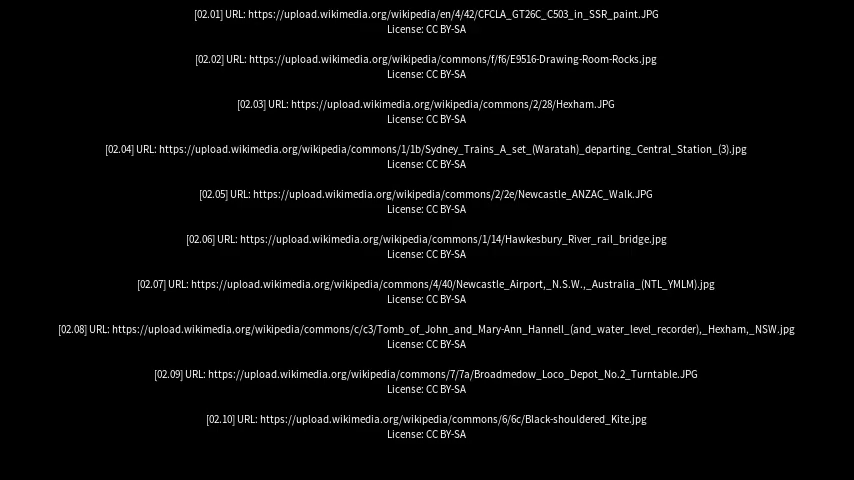 [02.01] URL: https://upload.wikimedia.org/wikipedia/en/4/42/CFCLA_GT26C_C503_in_SSR_paint.JPG
License: CC BY-SA
[02.02] URL: https://upload.wikimedia.org/wikipedia/commons/f/f6/E9516-Drawing-Room-Rocks.jpg
License: CC BY-SA
[02.03] URL: https://upload.wikimedia.org/wikipedia/commons/2/28/Hexham.JPG
License: CC BY-SA
[02.04] URL: https://upload.wikimedia.org/wikipedia/commons/1/1b/Sydney_Trains_A_set_(Waratah)_departing_Central_Station_(3).jpg
License: CC BY-SA
[02.05] URL: https://upload.wikimedia.org/wikipedia/commons/2/2e/Newcastle_ANZAC_Walk.JPG
License: CC BY-SA
[02.06] URL: https://upload.wikimedia.org/wikipedia/commons/1/14/Hawkesbury_River_rail_bridge.jpg
License: CC BY-SA
[02.07] URL: https://upload.wikimedia.org/wikipedia/commons/4/40/Newcastle_Airport,_N.S.W.,_Australia_(NTL_YMLM).jpg
License: CC BY-SA
[02.08] URL: https://upload.wikimedia.org/wikipedia/commons/c/c3/Tomb_of_John_and_Mary-Ann_Hannell_(and_water_level_recorder),_Hexham,_NSW.jpg
License: CC BY-SA
[02.09] URL: https://upload.wikimedia.org/wikipedia/commons/7/7a/Broadmedow_Loco_Depot_No.2_Turntable.JPG
License: CC BY-SA
[02.10] URL: https://upload.wikimedia.org/wikipedia/commons/6/6c/Black-shouldered_Kite.jpg
License: CC BY-SA